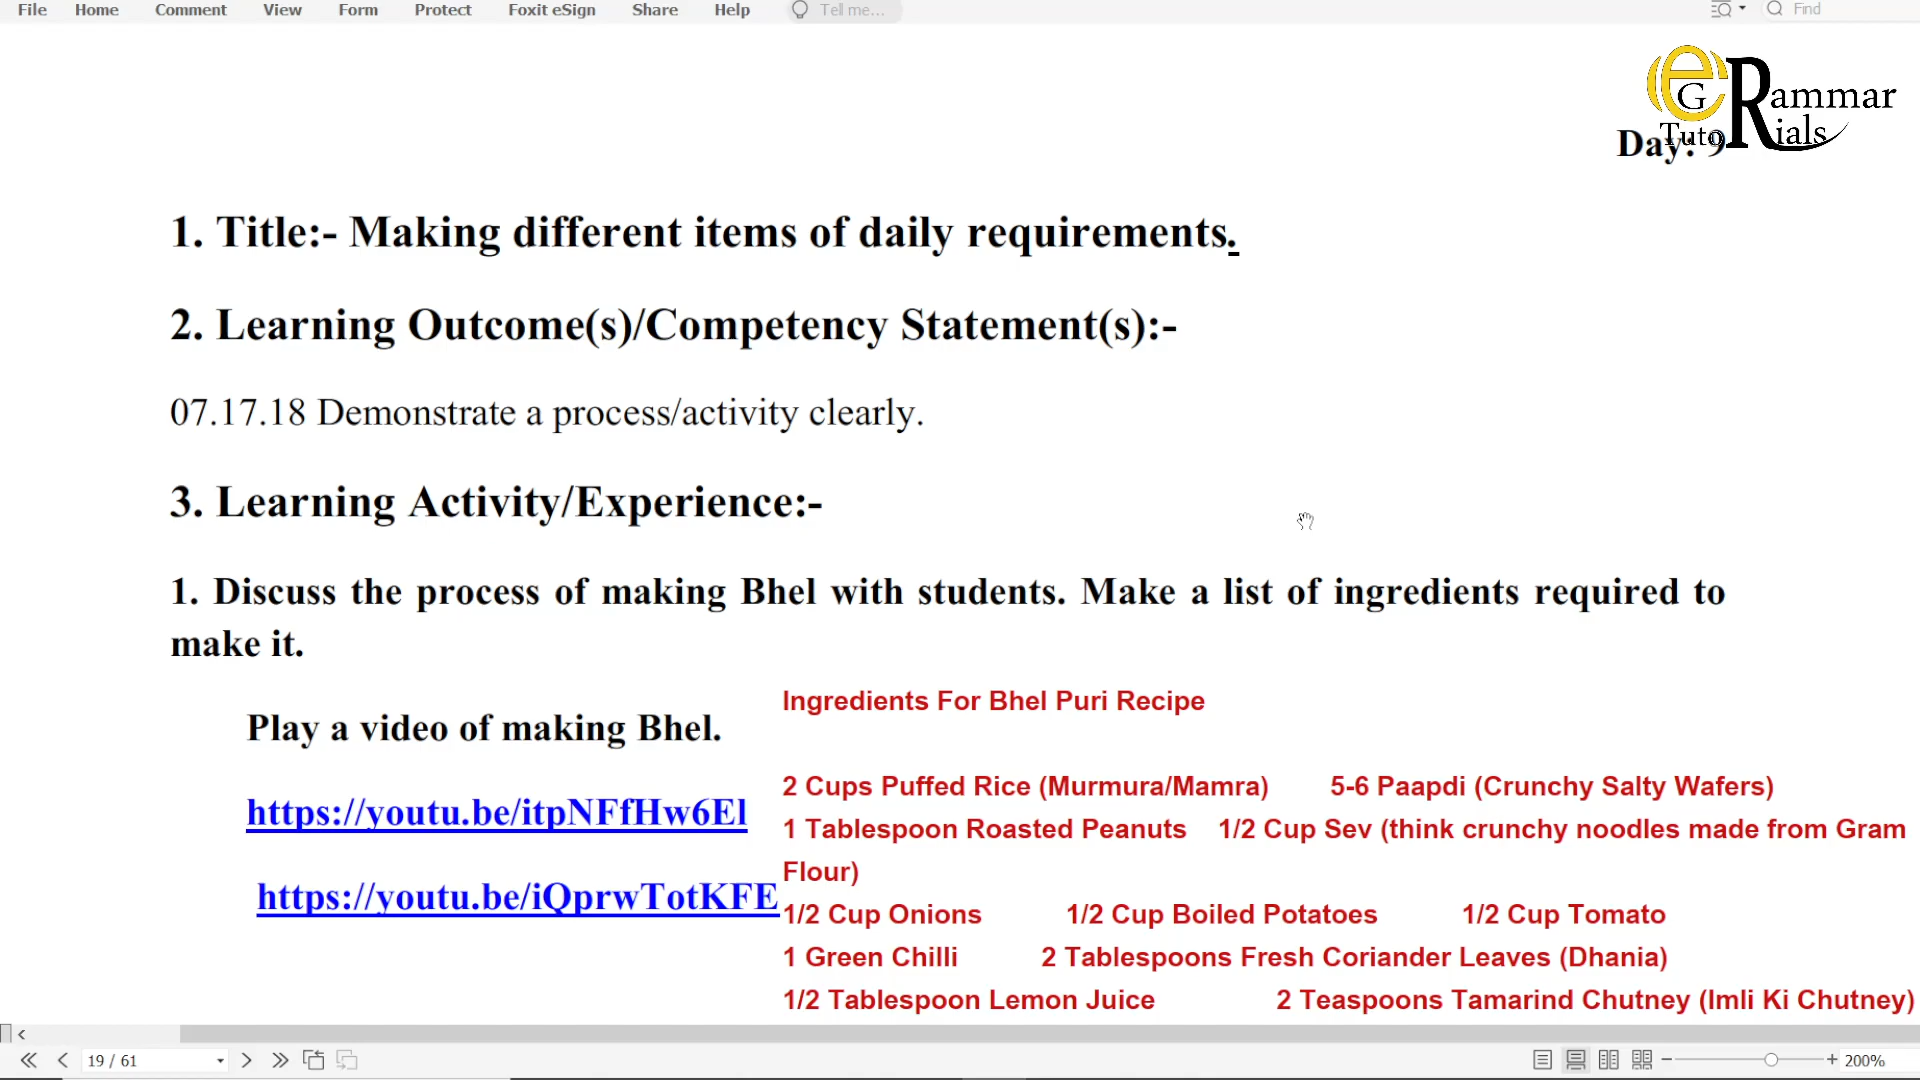 File Home Comment View Form Protect Foxit eSign Share Help Tell me... Find
eG Rammar
Tuto Rials
Day: 9
1. Title:- Making different items of daily requirements.
2. Learning Outcome(s)/Competency Statement(s):-
07.17.18 Demonstrate a process/activity clearly.
3. Learning Activity/Experience:-
1. Discuss the process of making Bhel with students. Make a list of ingredients required to
make it.
Ingredients For Bhel Puri Recipe
Play a video of making Bhel.
2 Cups Puffed Rice (Murmura/Mamra) 5-6 Paapdi (Crunchy Salty Wafers)
https://youtu.be/itpNFfHw6El
1 Tablespoon Roasted Peanuts 1/2 Cup Sev (think crunchy noodles made from Gram
Flour)
https://youtu.be/iQprwTotKFE
1/2 Cup Onions 1/2 Cup Boiled Potatoes 1/2 Cup Tomato
1 Green Chilli 2 Tablespoons Fresh Coriander Leaves (Dhania)
1/2 Tablespoon Lemon Juice 2 Teaspoons Tamarind Chutney (Imli Ki Chutney)
19 / 61 200%